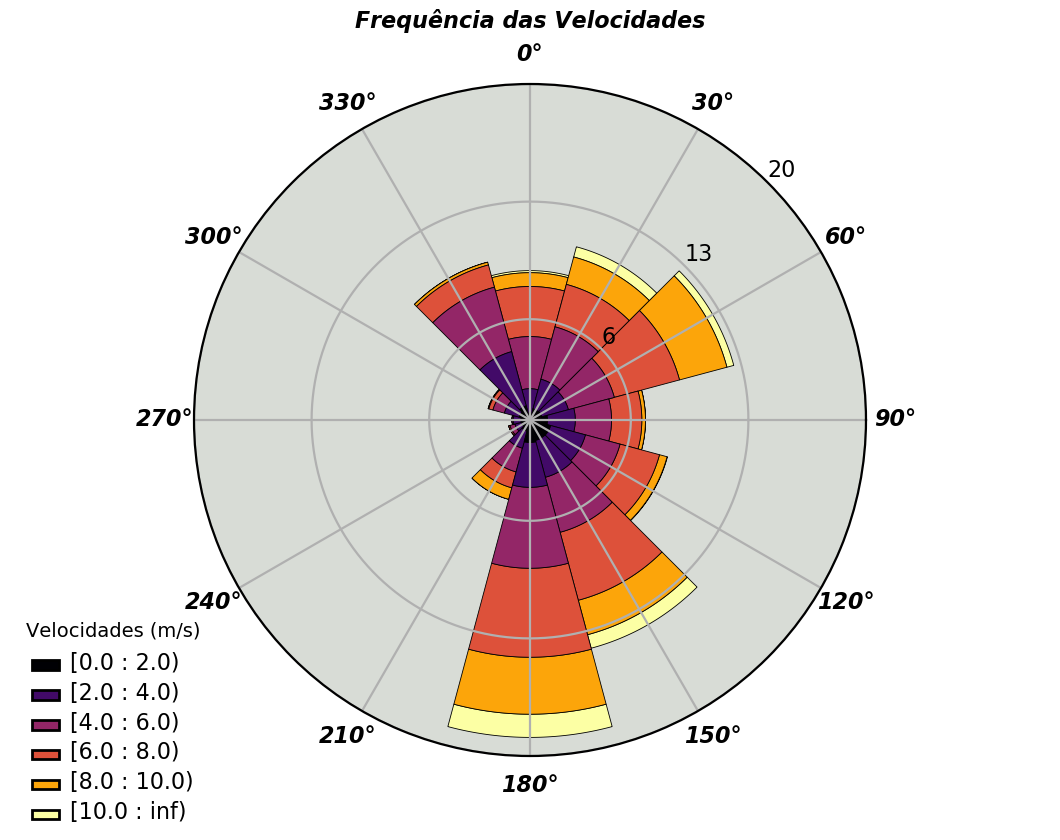 Frequência das Velocidades
0°
330°
30°
20
300°
60°
13
6
270°
90°
240°
120°
210°
150°
180°
Velocidades (m/s)
[0.0 : 2.0)
[2.0 : 4.0)
[4.0 : 6.0)
[6.0 : 8.0)
[8.0 : 10.0)
[10.0 : inf)